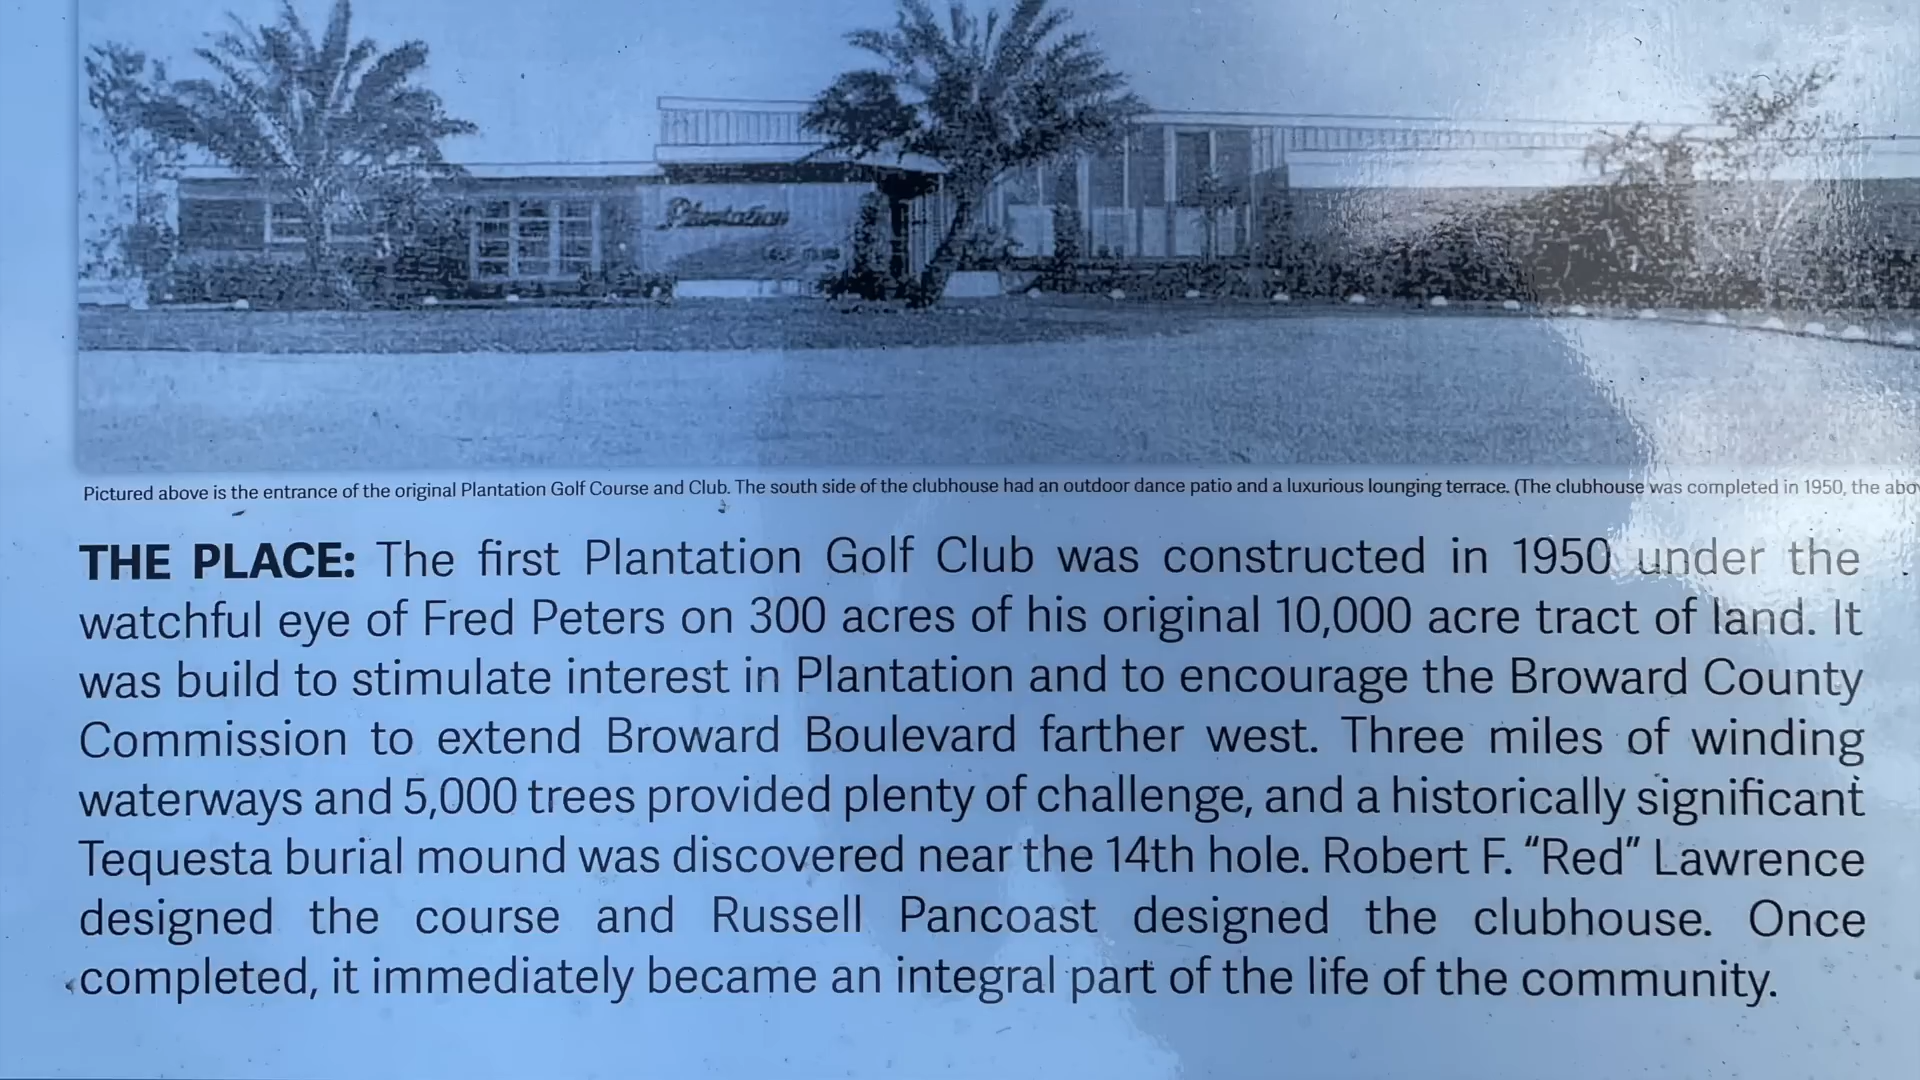 Plantation
Pictured above is the entrance of the original Plantation Golf Course and Club. The south side of the clubhouse had an outdoor dance patio and a luxurious lounging terrace. (The clubhouse was completed in 1950, the
THE PLACE: The first Plantation Golf Club was constructed in 1950 under the
watchful eye of Fred Peters on 300 acres of his original 10,000 acre tract of land. It
was build to stimulate interest in Plantation and to encourage the Broward County
Commission to extend Broward Boulevard farther west. Three miles of winding
waterways and 5,000 trees provided plenty of challenge, and a historically significant
Tequesta burial mound was discovered near the 14th hole. Robert F. “Red” Lawrence
designed the course and Russell Pancoast designed the clubhouse. Once
completed, it immediately became an integral part of the life of the community.